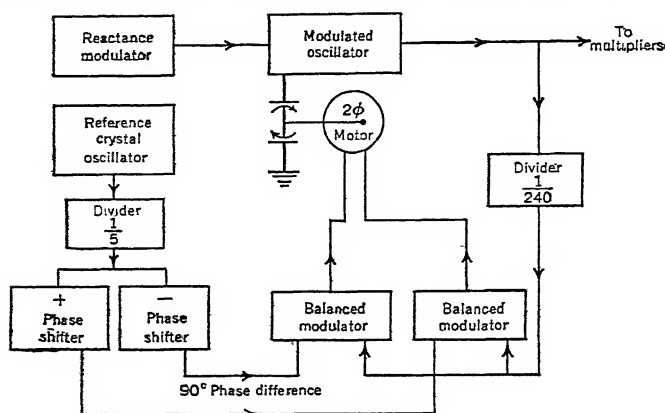 Reactance
modulator
Modulated
oscillator
To
multipliers
Reference
crystal
oscillator
2ϕ
Motor
Divider
1
240
Divider
1
5
+
Phase
shifter
−
Phase
shifter
Balanced
modulator
Balanced
modulator
90° Phase difference